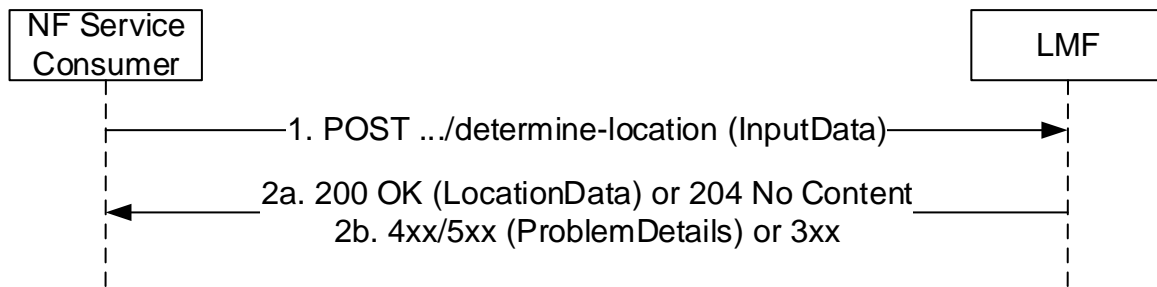 NF Service
Consumer
LMF
1. POST .../determine-location (InputData)
2a. 200 OK (LocationData) or 204 No Content
2b. 4xx/5xx (ProblemDetails) or 3xx